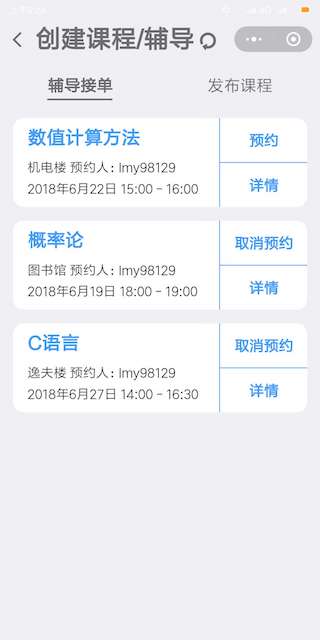 创建课程/辅导
辅导接单
发布课程
数值计算方法
机电楼 预约人：lmy98129
2018年6月22日 15:00 - 16:00
预约
详情
概率论
图书馆 预约人：lmy98129
2018年6月19日 18:00 - 19:00
取消预约
详情
C语言
逸夫楼 预约人：lmy98129
2018年6月27日 14:00 - 16:30
取消预约
详情